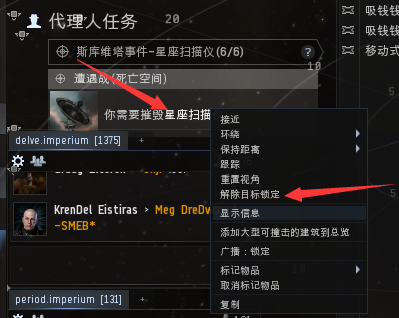 代理人任务
20
吸钱钱
吸钱钱
移动式
斯库维塔事件-星座扫描仪(6/6)
?
10
遭遇战(死亡空间)
你需要摧毁星座扫描
delve.imperium [1375]
+
KrenDel Eistiras > Meg DreDw
-SMEB*
period.imperium [131]
+
接近
环绕
保持距离
跟踪
重置视角
解除目标锁定
显示信息
添加大型可撞击的建筑到总览
广播：锁定
标记物品
取消标记物品
复制